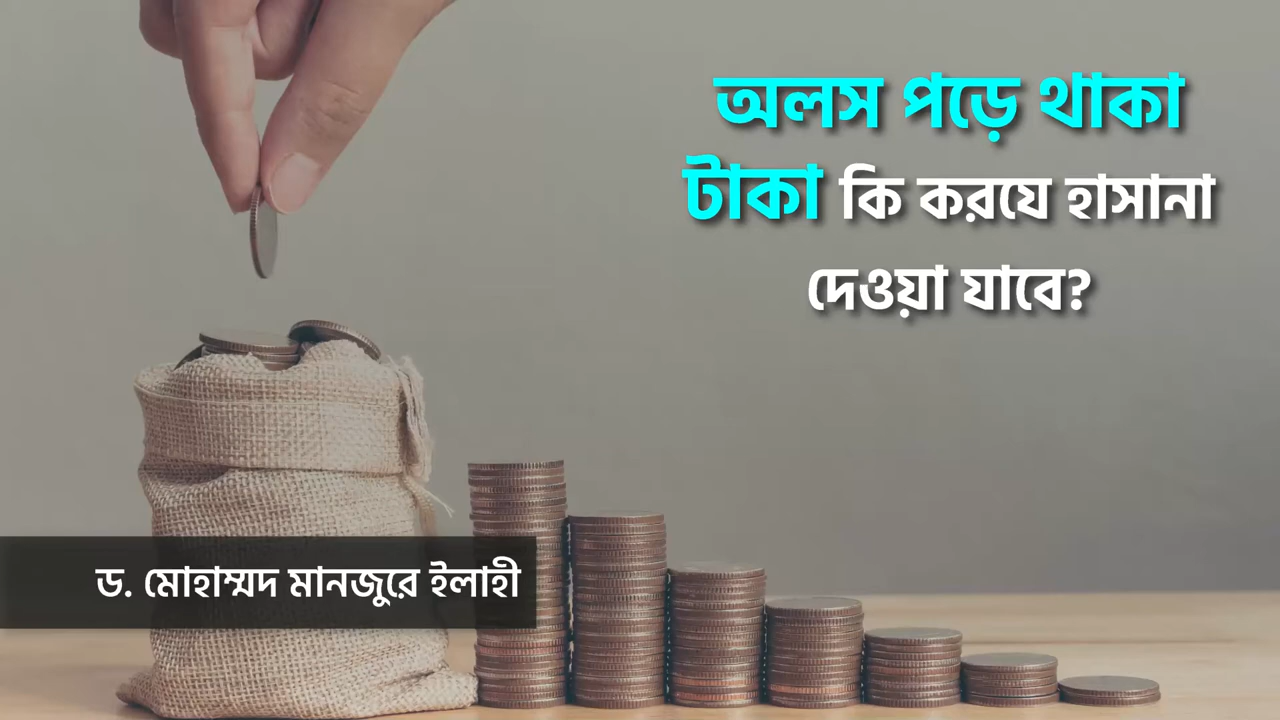 অলস পড়ে থাকা
টাকা কি করযে হাসানা
দেওয়া যাবে?
ড. মোহাম্মদ মানজুরে ইলাহী